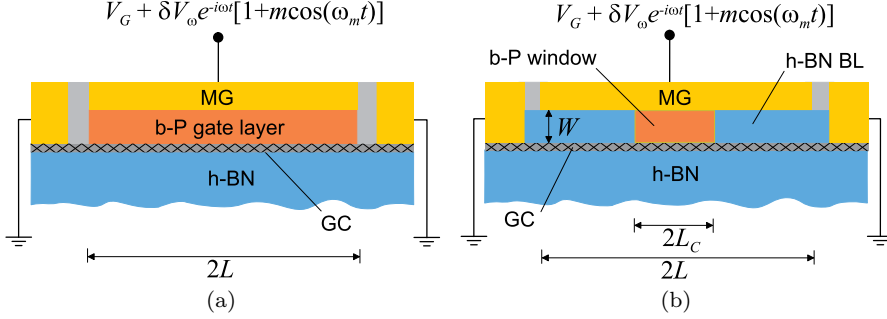 V_G + δV_ω e^{-iωt}[1+mcos(ω_m t)]
MG
b-P gate layer
h-BN
GC
2L
(a)
V_G + δV_ω e^{-iωt}[1+mcos(ω_m t)]
b-P window
h-BN BL
MG
W
h-BN
GC
2L_C
2L
(b)